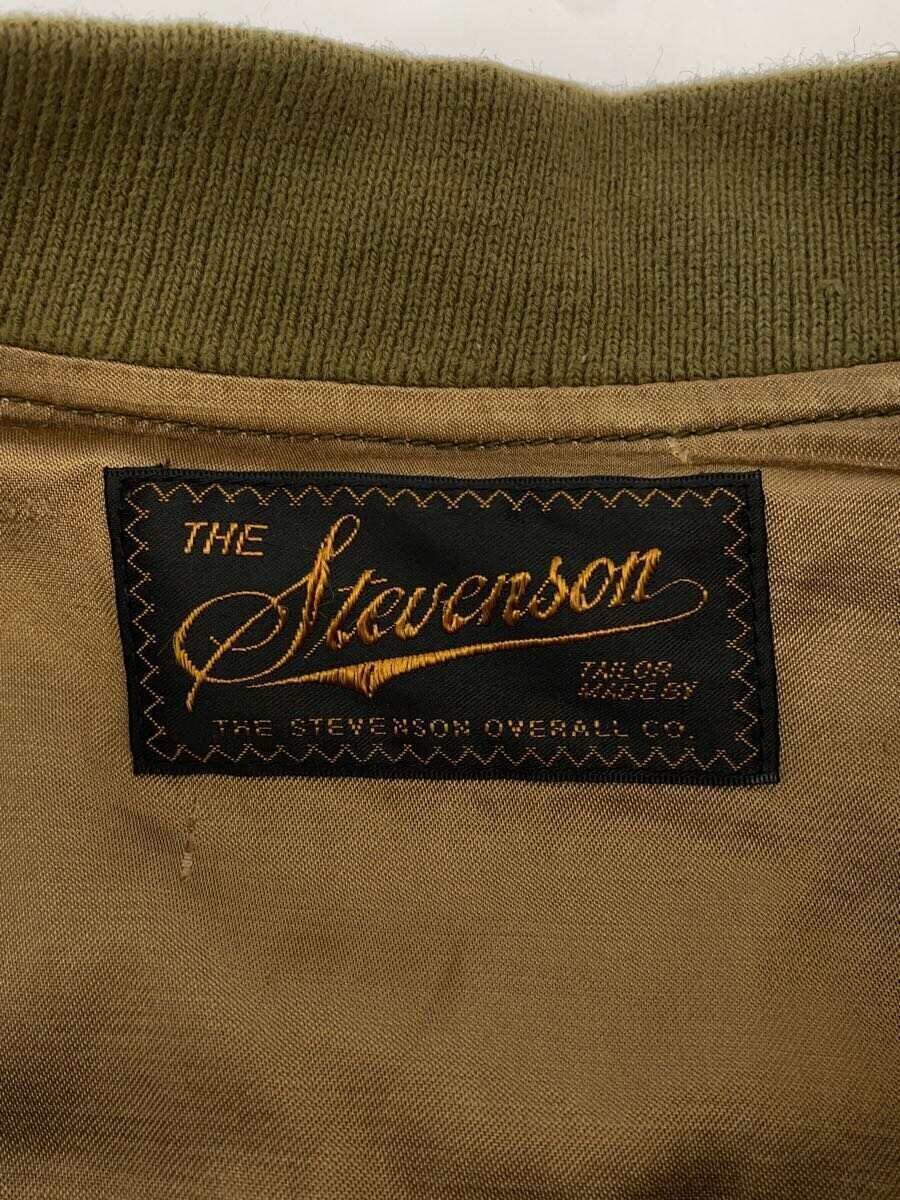 THE
Stevenson
TAILOR
MADE BY
THE STEVENSON OVERALL CO.